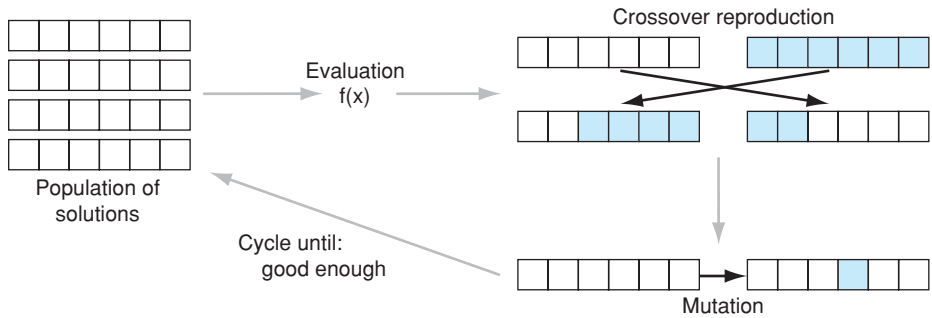 Crossover reproduction
Evaluation
f(x)
Population of
solutions
Cycle until:
good enough
Mutation